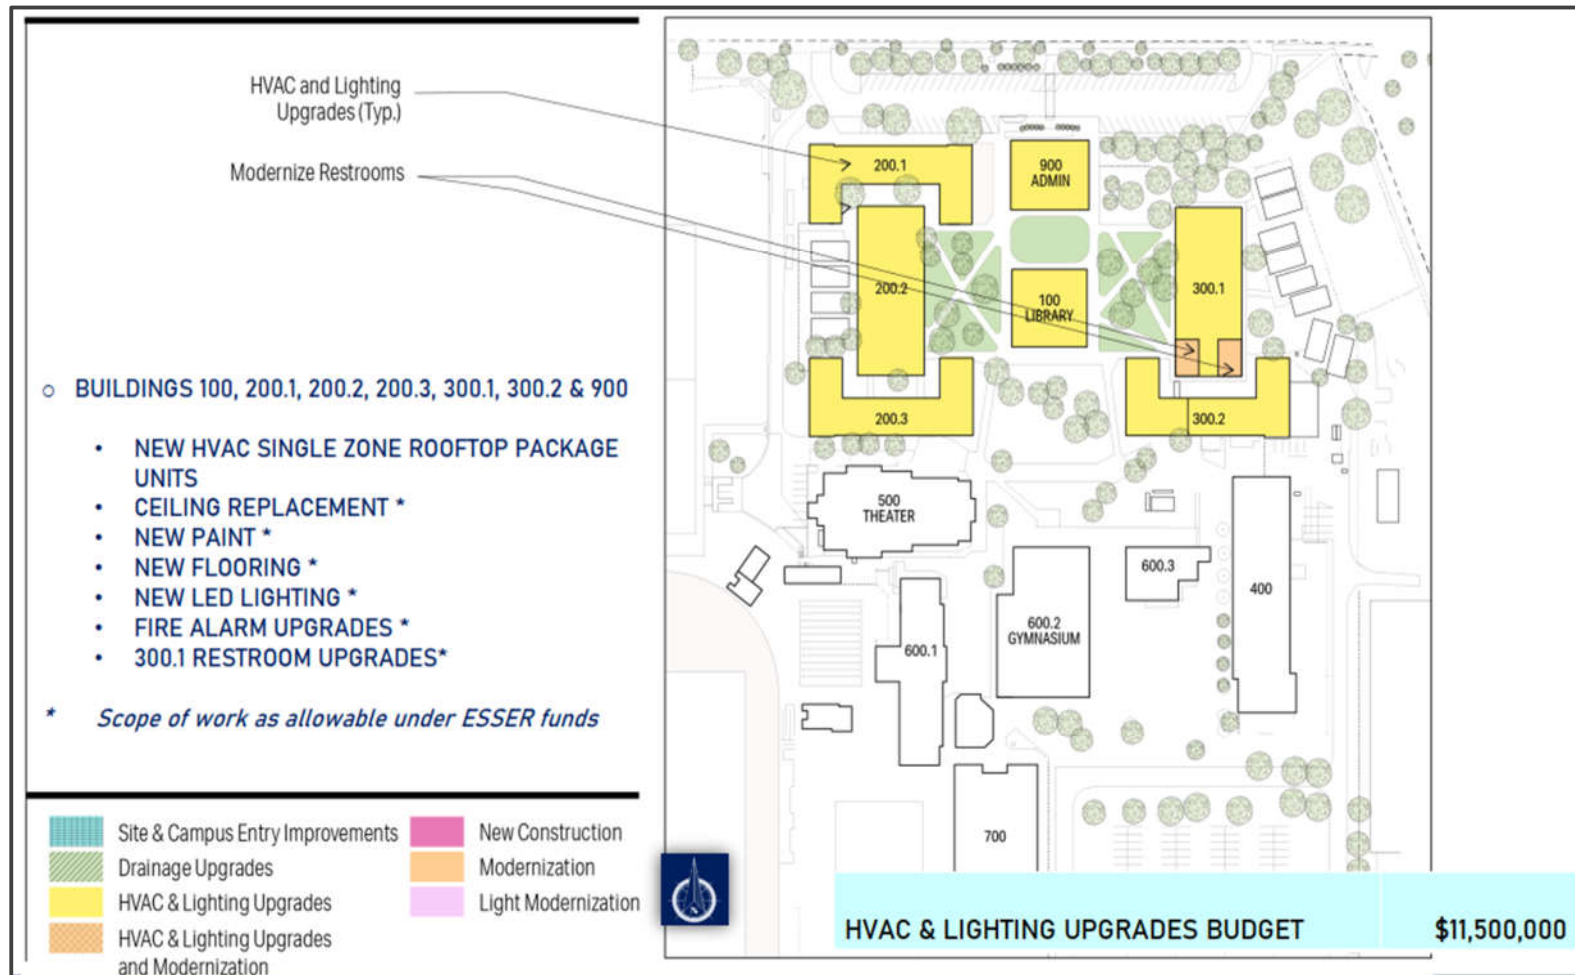 HVAC and Lighting
Upgrades (Typ.)
Modernize Restrooms
○ BUILDINGS 100, 200.1, 200.2, 200.3, 300.1, 300.2 & 900
• NEW HVAC SINGLE ZONE ROOFTOP PACKAGE
UNITS
• CEILING REPLACEMENT *
• NEW PAINT *
• NEW FLOORING *
• NEW LED LIGHTING *
• FIRE ALARM UPGRADES *
• 300.1 RESTROOM UPGRADES*
* Scope of work as allowable under ESSER funds
Site & Campus Entry Improvements
Drainage Upgrades
HVAC & Lighting Upgrades
HVAC & Lighting Upgrades
and Modernization
New Construction
Modernization
Light Modernization
200.1
900
ADMIN
200.2
100
LIBRARY
300.1
200.3
300.2
500
THEATER
600.3
400
600.2
GYMNASIUM
600.1
700
HVAC & LIGHTING UPGRADES BUDGET $11,500,000